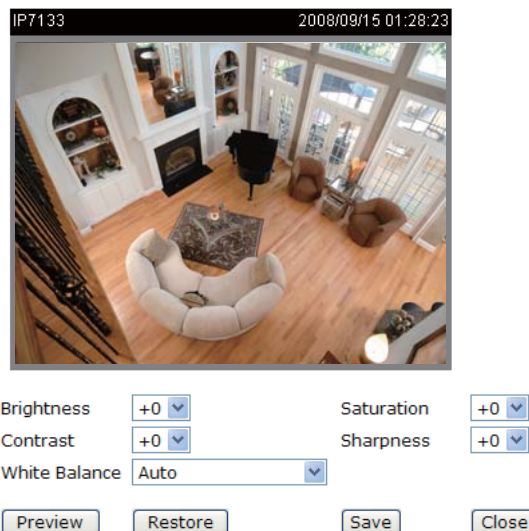 IP7133 2008/09/15 01:28:23
Brightness +0 Saturation +0
Contrast +0 Sharpness +0
White Balance Auto
Preview Restore Save Close